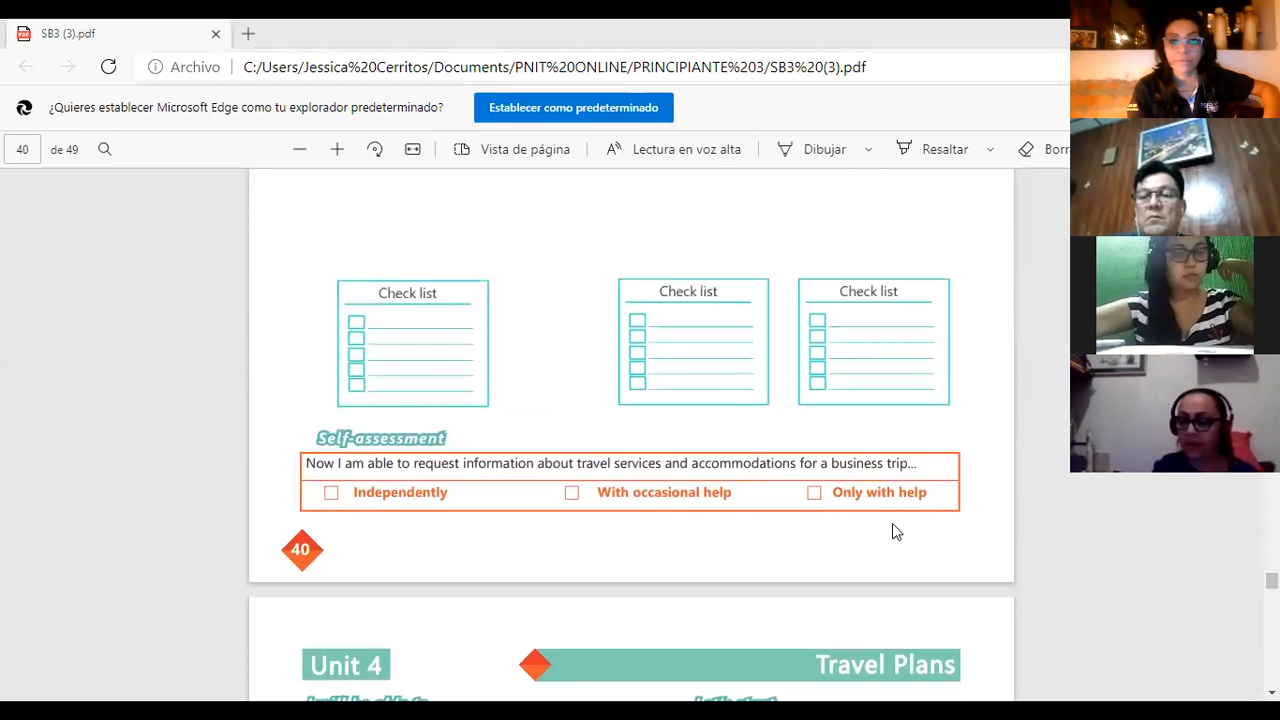 SB3 (3).pdf
Archivo C:/Users/Jessica%20Cerritos/Documents/PNIT%20ONLINE/PRINCIPIANTE%203/SB3%20(3).pdf
¿Quieres establecer Microsoft Edge como tu explorador predeterminado? Establecer como predeterminado
40 de 49 Vista de página Lectura en voz alta Dibujar Resaltar Borr
Check list Check list Check list
Self-assessment
Now I am able to request information about travel services and accommodations for a business trip...
Independently With occasional help Only with help
40
Unit 4 Travel Plans